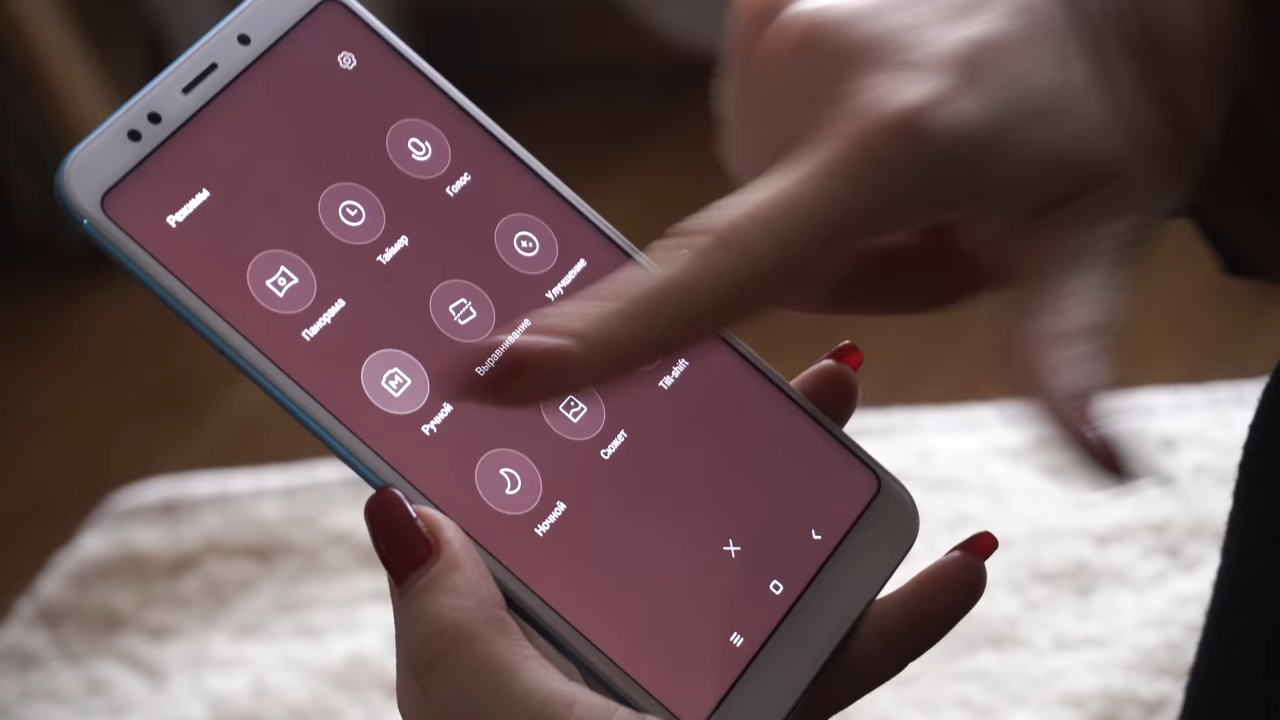 Режимы
Панорама
Таймер
Голос
Ручной
Выравнивание
Улучшение
Ночной
Сюжет
Tilt-shift